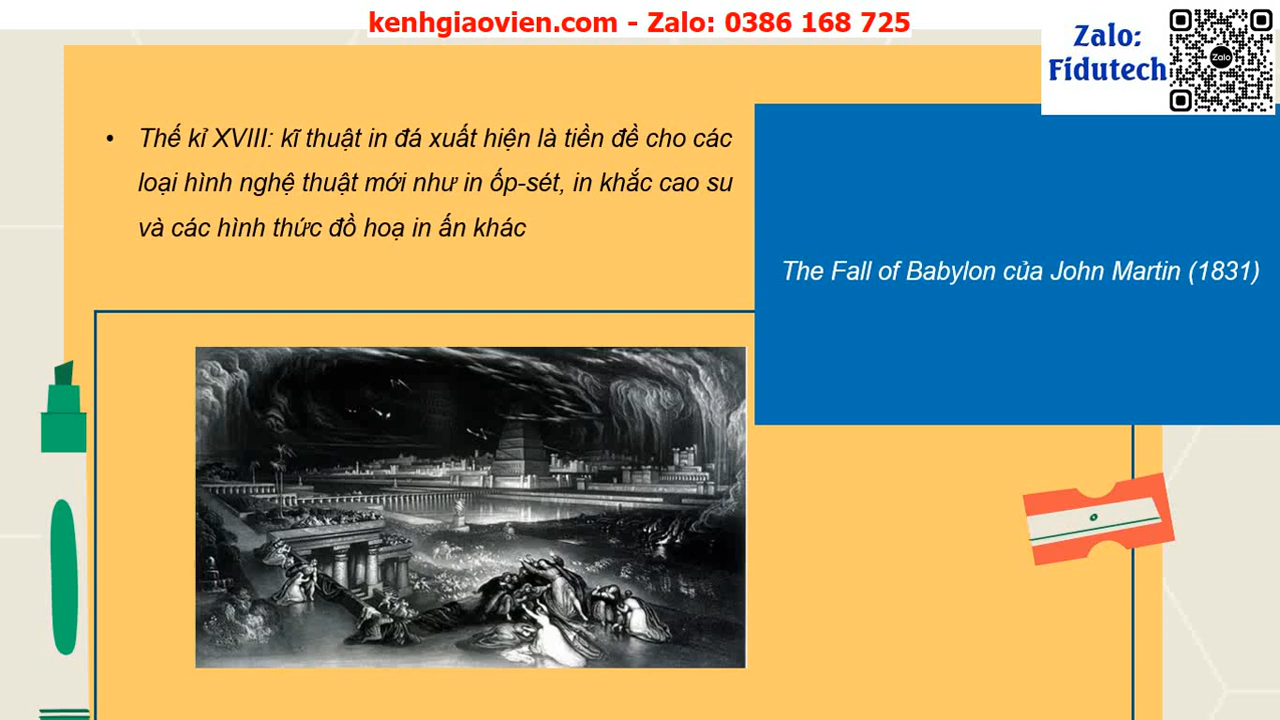 kenhgiaovien.com - Zalo: 0386 168 725
Zalo:
Fidutech
Zalo
• Thế kỉ XVIII: kĩ thuật in đá xuất hiện là tiền đề cho các
loại hình nghệ thuật mới như in ốp-sét, in khắc cao su
và các hình thức đồ hoạ in ấn khác
The Fall of Babylon của John Martin (1831)